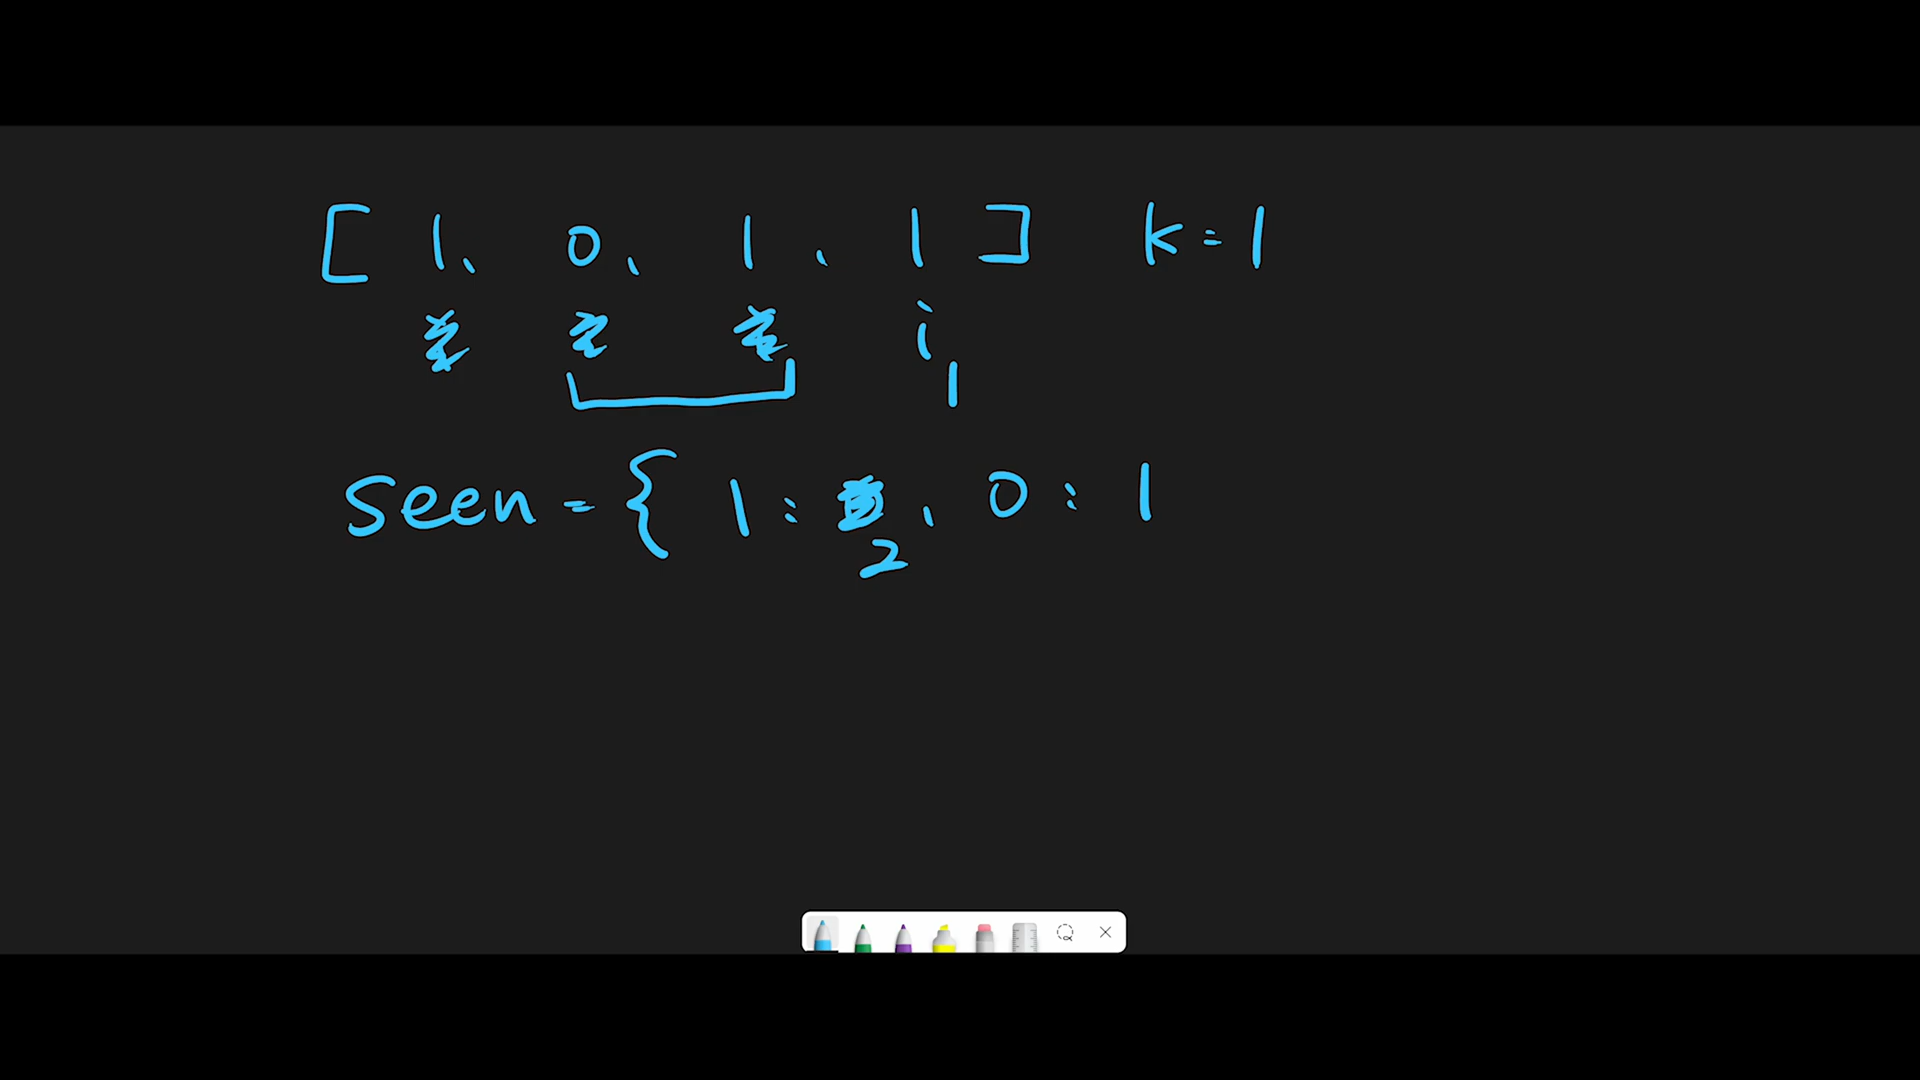 [ 1, 0, 1, 1 ] k=1
i
1
seen = { 1: , 0:1
2